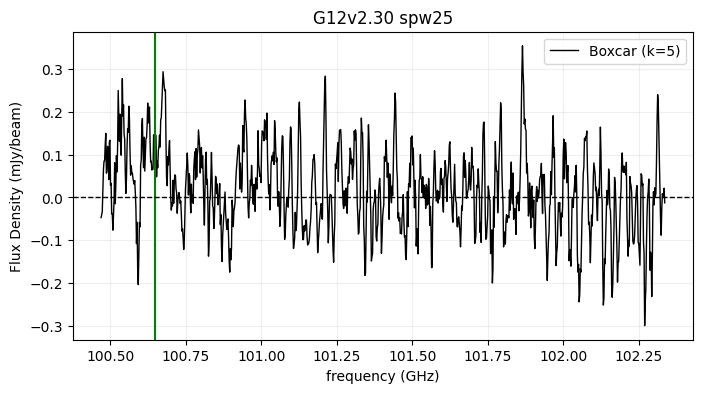 G12v2.30 spw25
Boxcar (k=5)
Flux Density (mJy/beam)
0.3
0.2
0.1
0.0
−0.1
−0.2
−0.3
100.50 100.75 101.00 101.25 101.50 101.75 102.00 102.25
frequency (GHz)